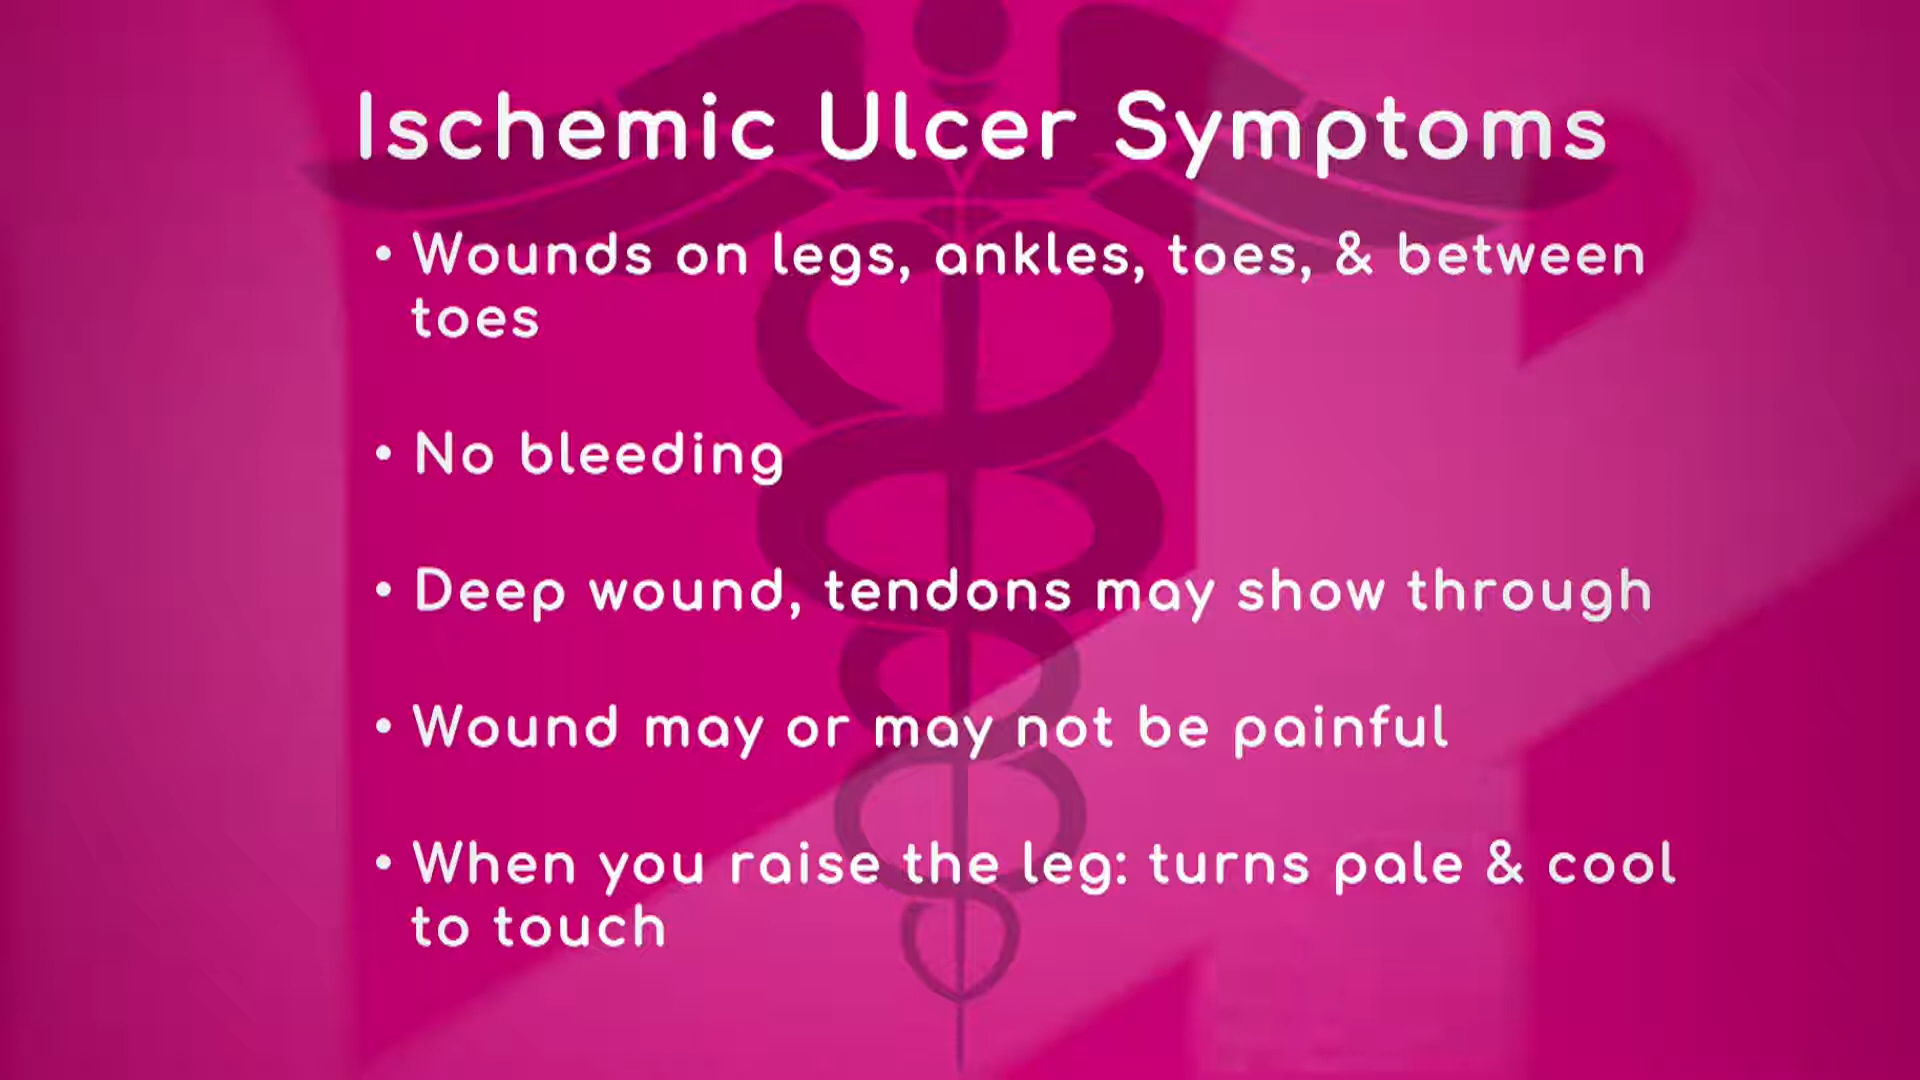 Ischemic Ulcer Symptoms
• Wounds on legs, ankles, toes, & between
toes
• No bleeding
• Deep wound, tendons may show through
• Wound may or may not be painful
• When you raise the leg: turns pale & cool
to touch